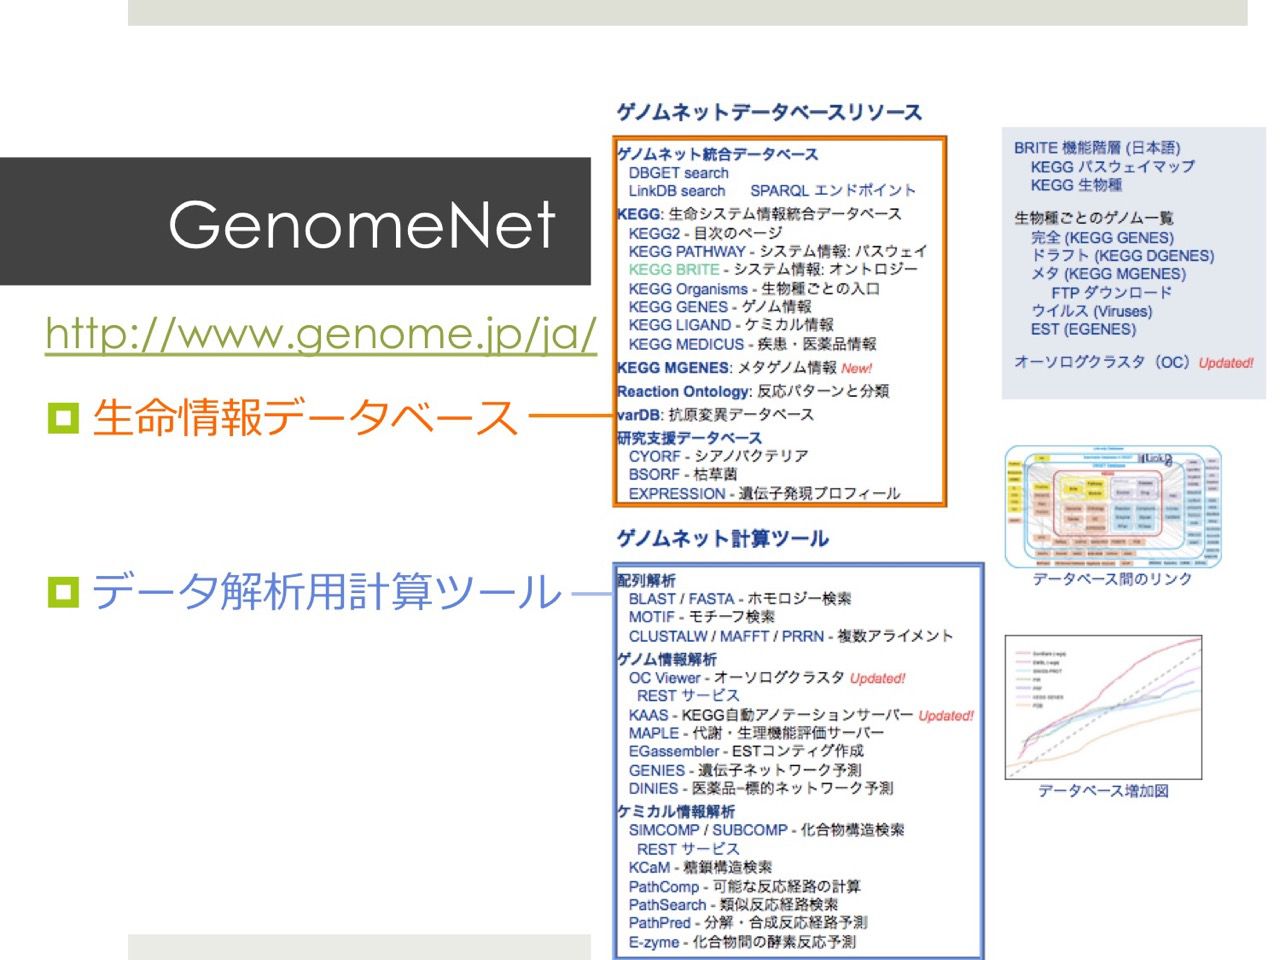 GenomeNet
http://www.genome.jp/ja/
生命情報データベース
データ解析用計算ツール
ゲノムネットデータベースリソース
ゲノムネット統合データベース
DBGET search
LinkDB search SPARQL エンドポイント
KEGG: 生命システム情報統合データベース
KEGG2 - 目次のページ
KEGG PATHWAY - システム情報: パスウェイ
KEGG BRITE - システム情報: オントロジー
KEGG Organisms - 生物種ごとの入口
KEGG GENES - ゲノム情報
KEGG LIGAND - ケミカル情報
KEGG MEDICUS - 疾患・医薬品情報
KEGG MGENES: メタゲノム情報 New!
Reaction Ontology: 反応パターンと分類
varDB: 抗原変異データベース
研究支援データベース
CYORF - シアノバクテリア
BSORF - 枯草菌
EXPRESSION - 遺伝子発現プロフィール
ゲノムネット計算ツール
配列解析
BLAST / FASTA - ホモロジー検索
MOTIF - モチーフ検索
CLUSTALW / MAFFT / PRRN - 複数アライメント
ゲノム情報解析
OC Viewer - オーソログクラスタ Updated!
REST サービス
KAAS - KEGG自動アノテーションサーバー Updated!
MAPLE - 代謝・生理機能評価サーバー
EGassembler - ESTコンティグ作成
GENIES - 遺伝子ネットワーク予測
DINIES - 医薬品−標的ネットワーク予測
ケミカル情報解析
SIMCOMP / SUBCOMP - 化合物構造検索
REST サービス
KCaM - 糖鎖構造検索
PathComp - 可能な反応経路の計算
PathSearch - 類似反応経路検索
PathPred - 分解・合成反応経路予測
E-zyme - 化合物間の酵素反応予測
BRITE 機能階層 (日本語)
KEGG パスウェイマップ
KEGG 生物種
生物種ごとのゲノム一覧
完全 (KEGG GENES)
ドラフト (KEGG DGENES)
メタ (KEGG MGENES)
FTP ダウンロード
ウイルス (Viruses)
EST (EGENES)
オーソログクラスタ（OC）Updated!
データベース間のリンク
データベース増加図